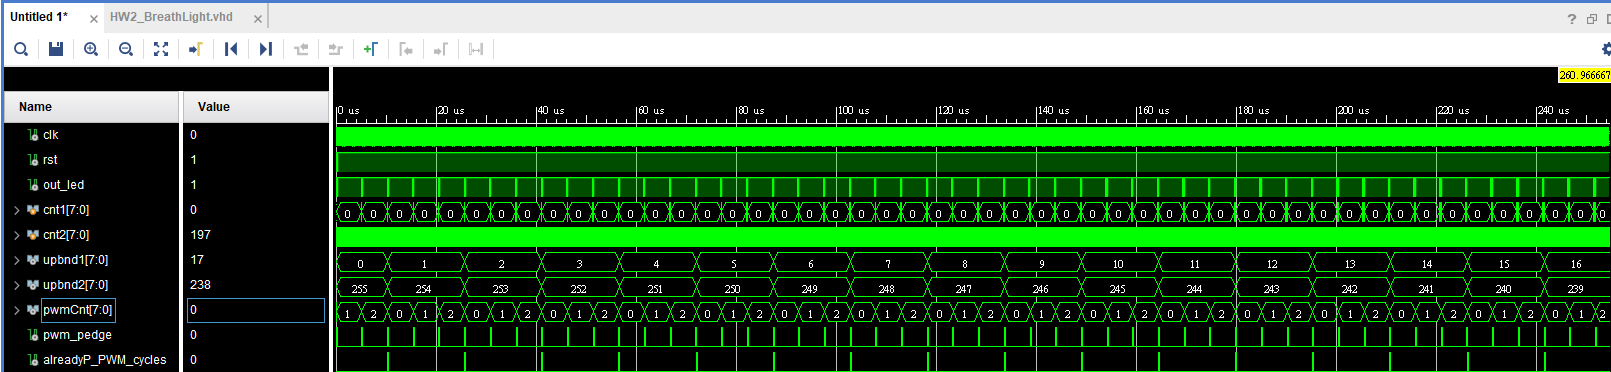 Untitled 1* × HW2_BreathLight.vhd ×
?
260.966667
Name Value
0 us 20 us 40 us 60 us 80 us 100 us 120 us 140 us 160 us 180 us 200 us 220 us 240 us
clk 0
rst 1
out_led 1
cnt1[7:0] 0 0 0 0 0 0 0 0 0 0 0 0 0 0 0 0 0 0 0 0 0 0 0 0 0 0 0 0 0 0 0 0 0 0 0 0 0 0 0 0 0 0 0 0 0 0 0 0 0 0 0
cnt2[7:0] 197
upbnd1[7:0] 17 0 1 2 3 4 5 6 7 8 9 10 11 12 13 14 15 16
upbnd2[7:0] 238 255 254 253 252 251 250 249 248 247 246 245 244 243 242 241 240 239
pwmCnt[7:0] 0 1 2 0 1 2 0 1 2 0 1 2 0 1 2 0 1 2 0 1 2 0 1 2 0 1 2 0 1 2 0 1 2 0 1 2 0 1 2 0 1 2 0 1 2 0 1 2 0 1 2
pwm_pedge 0
alreadyP_PWM_cycles 0